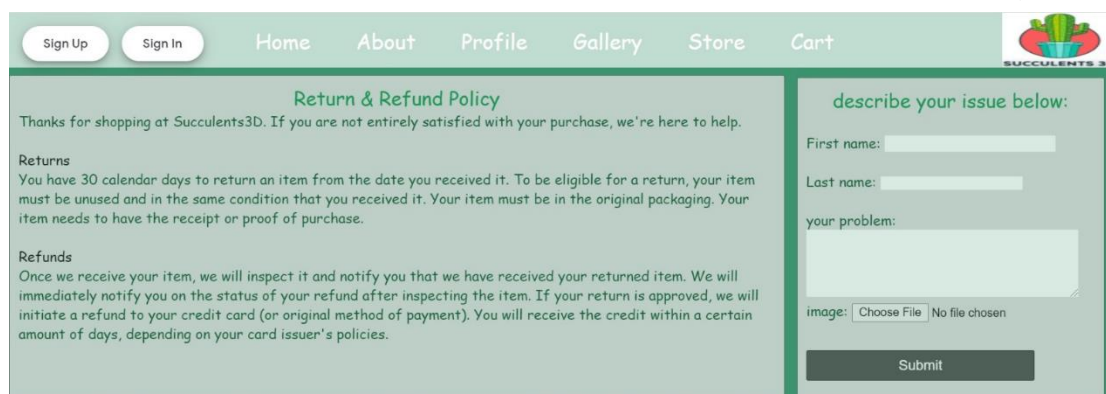 Sign Up
Sign In
Home
About
Profile
Gallery
Store
Cart
SUCCULENTS 3
Return & Refund Policy
Thanks for shopping at Succulents3D. If you are not entirely satisfied with your purchase, we're here to help.
Returns
You have 30 calendar days to return an item from the date you received it. To be eligible for a return, your item
must be unused and in the same condition that you received it. Your item must be in the original packaging. Your
item needs to have the receipt or proof of purchase.
Refunds
Once we receive your item, we will inspect it and notify you that we have received your returned item. We will
immediately notify you on the status of your refund after inspecting the item. If your return is approved, we will
initiate a refund to your credit card (or original method of payment). You will receive the credit within a certain
amount of days, depending on your card issuer's policies.
describe your issue below:
First name:
Last name:
your problem:
image: Choose File No file chosen
Submit